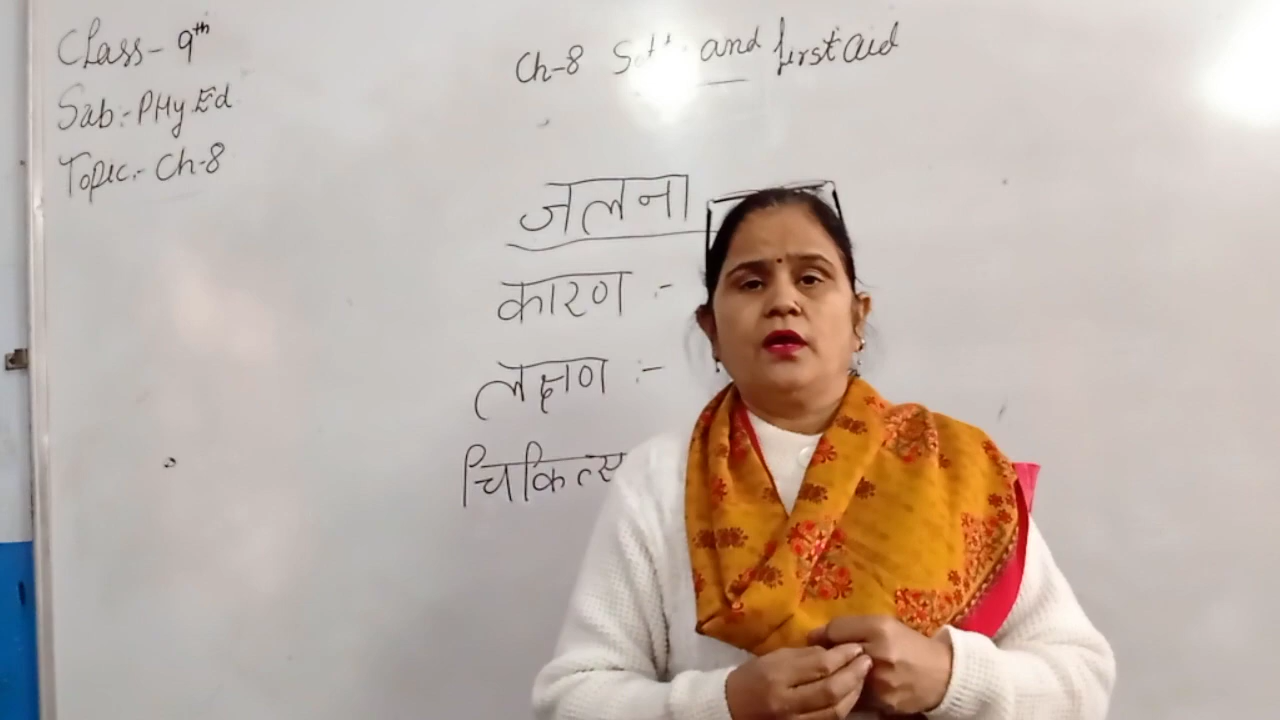 Class - 9th
Sub:- PHy Ed
Topic:- Ch-8
Ch-8 and first aid
जलना
कारण :-
लक्षण :-